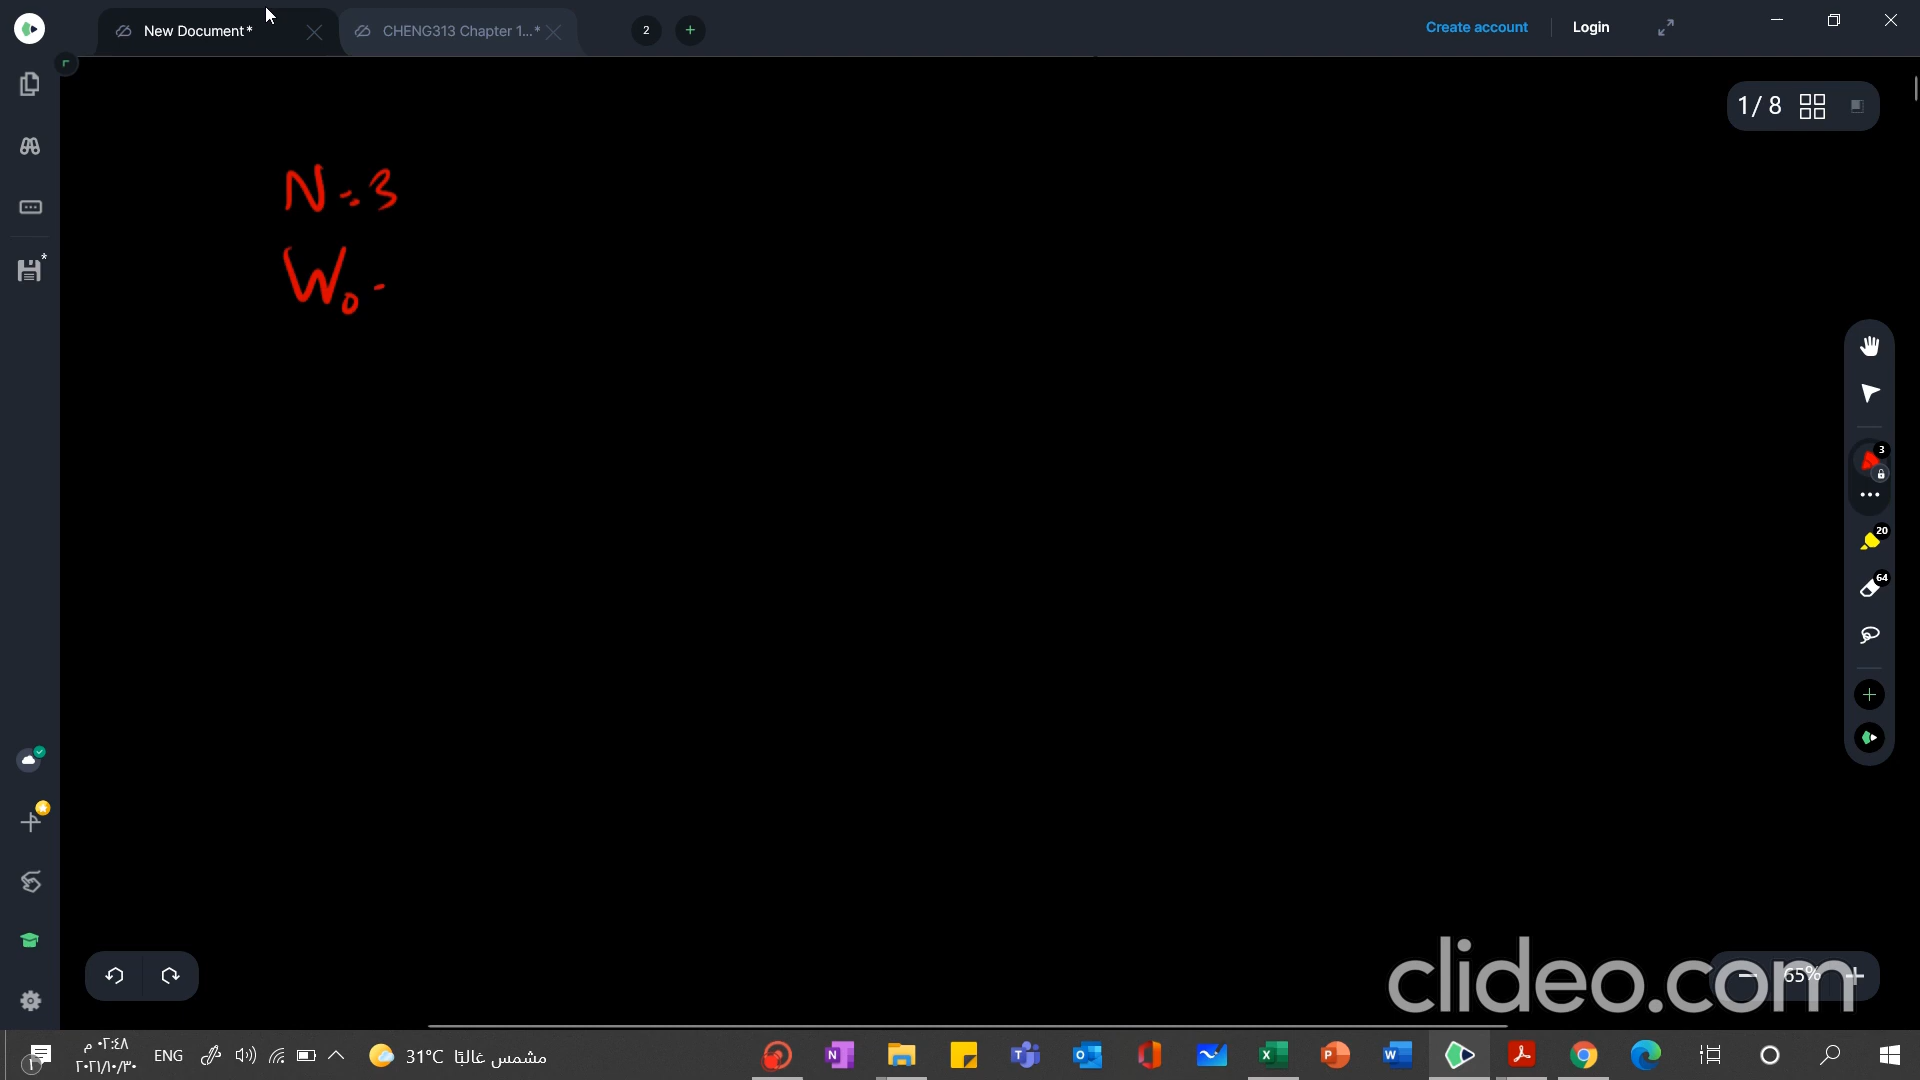 New Document*
CHENG313 Chapter 1...*
2
Create account
Login
1/ 8
N = 3
W₀ -
3
20
64
65%
clideo.com
٠٢:٤٨ م
٢٠٢١/١٠/٣٠
ENG
31°C مشمس غالبًا